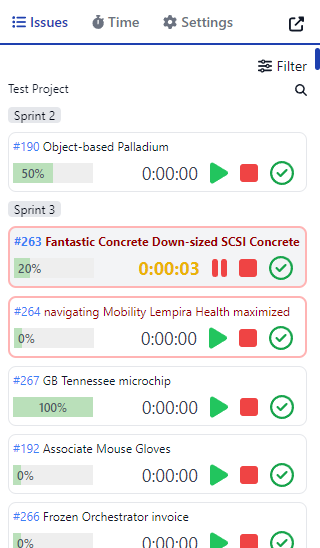 Issues Time Settings
Filter
Test Project
Sprint 2
#190 Object-based Palladium
50% 0:00:00
Sprint 3
#263 Fantastic Concrete Down-sized SCSI Concrete
20% 0:00:03
#264 navigating Mobility Lempira Health maximized
0% 0:00:00
#267 GB Tennessee microchip
100% 0:00:00
#192 Associate Mouse Gloves
0% 0:00:00
#266 Frozen Orchestrator invoice
0% 0:00:00